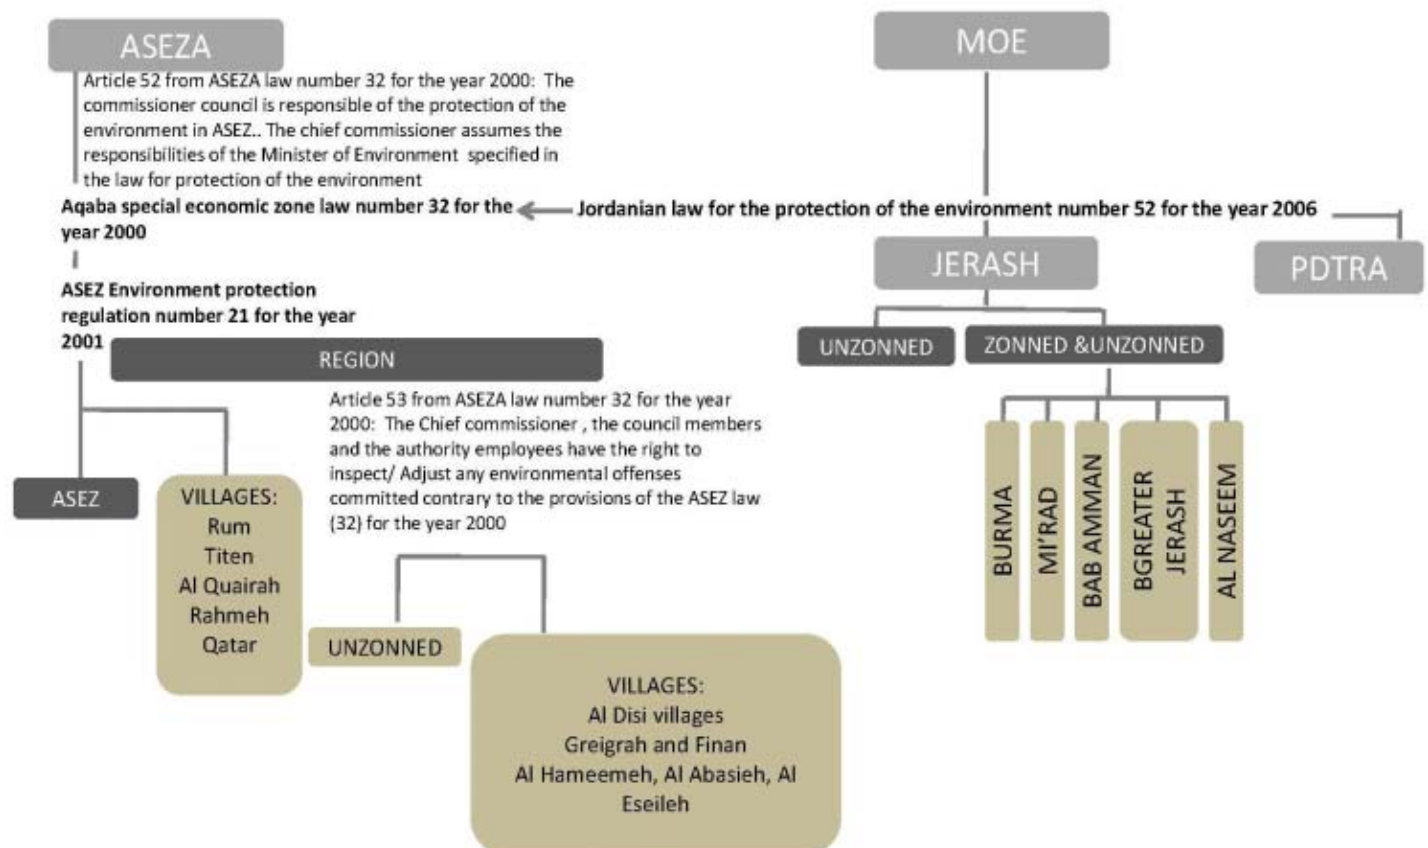 ASEZA
Article 52 from ASEZA law number 32 for the year 2000: The
commissioner council is responsible of the protection of the
environment in ASEZ.. The chief commissioner assumes the
responsibilities of the Minister of Environment specified in
the law for protection of the environment
Aqaba special economic zone law number 32 for the
year 2000
ASEZ Environment protection
regulation number 21 for the year
2001
REGION
Article 53 from ASEZA law number 32 for the year
2000: The Chief commissioner , the council members
and the authority employees have the right to
inspect/ Adjust any environmental offenses
committed contrary to the provisions of the ASEZ law
(32) for the year 2000
ASEZ
VILLAGES:
Rum
Titen
Al Quairah
Rahmeh
Qatar
UNZONNED
VILLAGES:
Al Disi villages
Greigrah and Finan
Al Hameemeh, Al Abasieh, Al
Eseileh
MOE
Jordanian law for the protection of the environment number 52 for the year 2006
JERASH
PDTRA
UNZONNED
ZONNED &UNZONNED
BURMA
MI'RAD
BAB AMMAN
BGREATER
JERASH
AL NASEEM